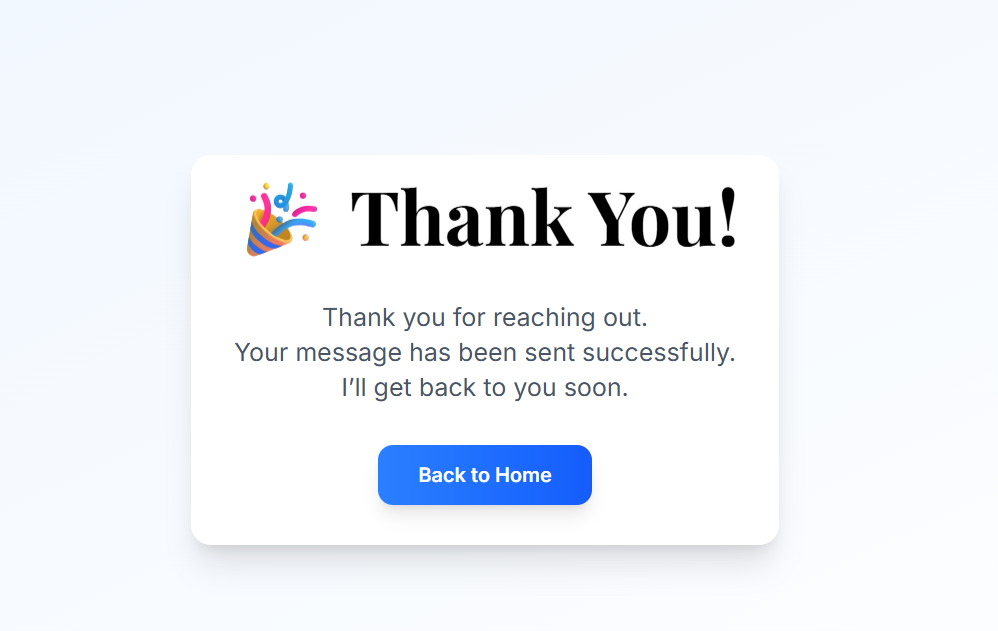 🎉 Thank You!
Thank you for reaching out.
Your message has been sent successfully.
I’ll get back to you soon.
Back to Home